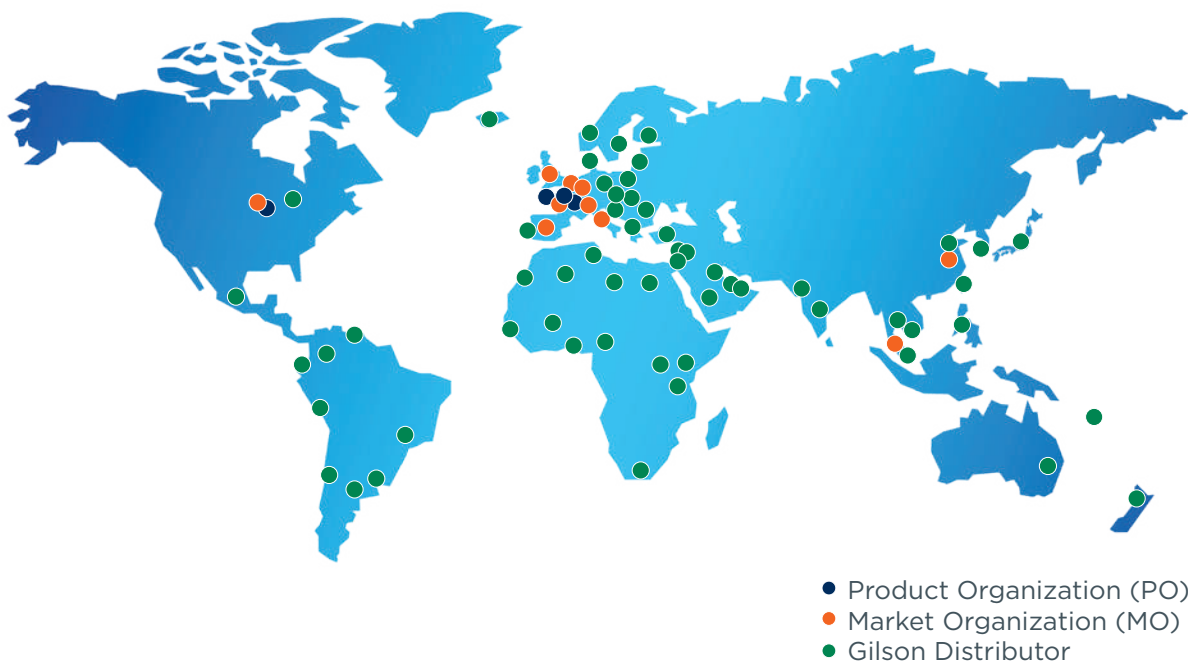 Product Organization (PO)
Market Organization (MO)
Gilson Distributor